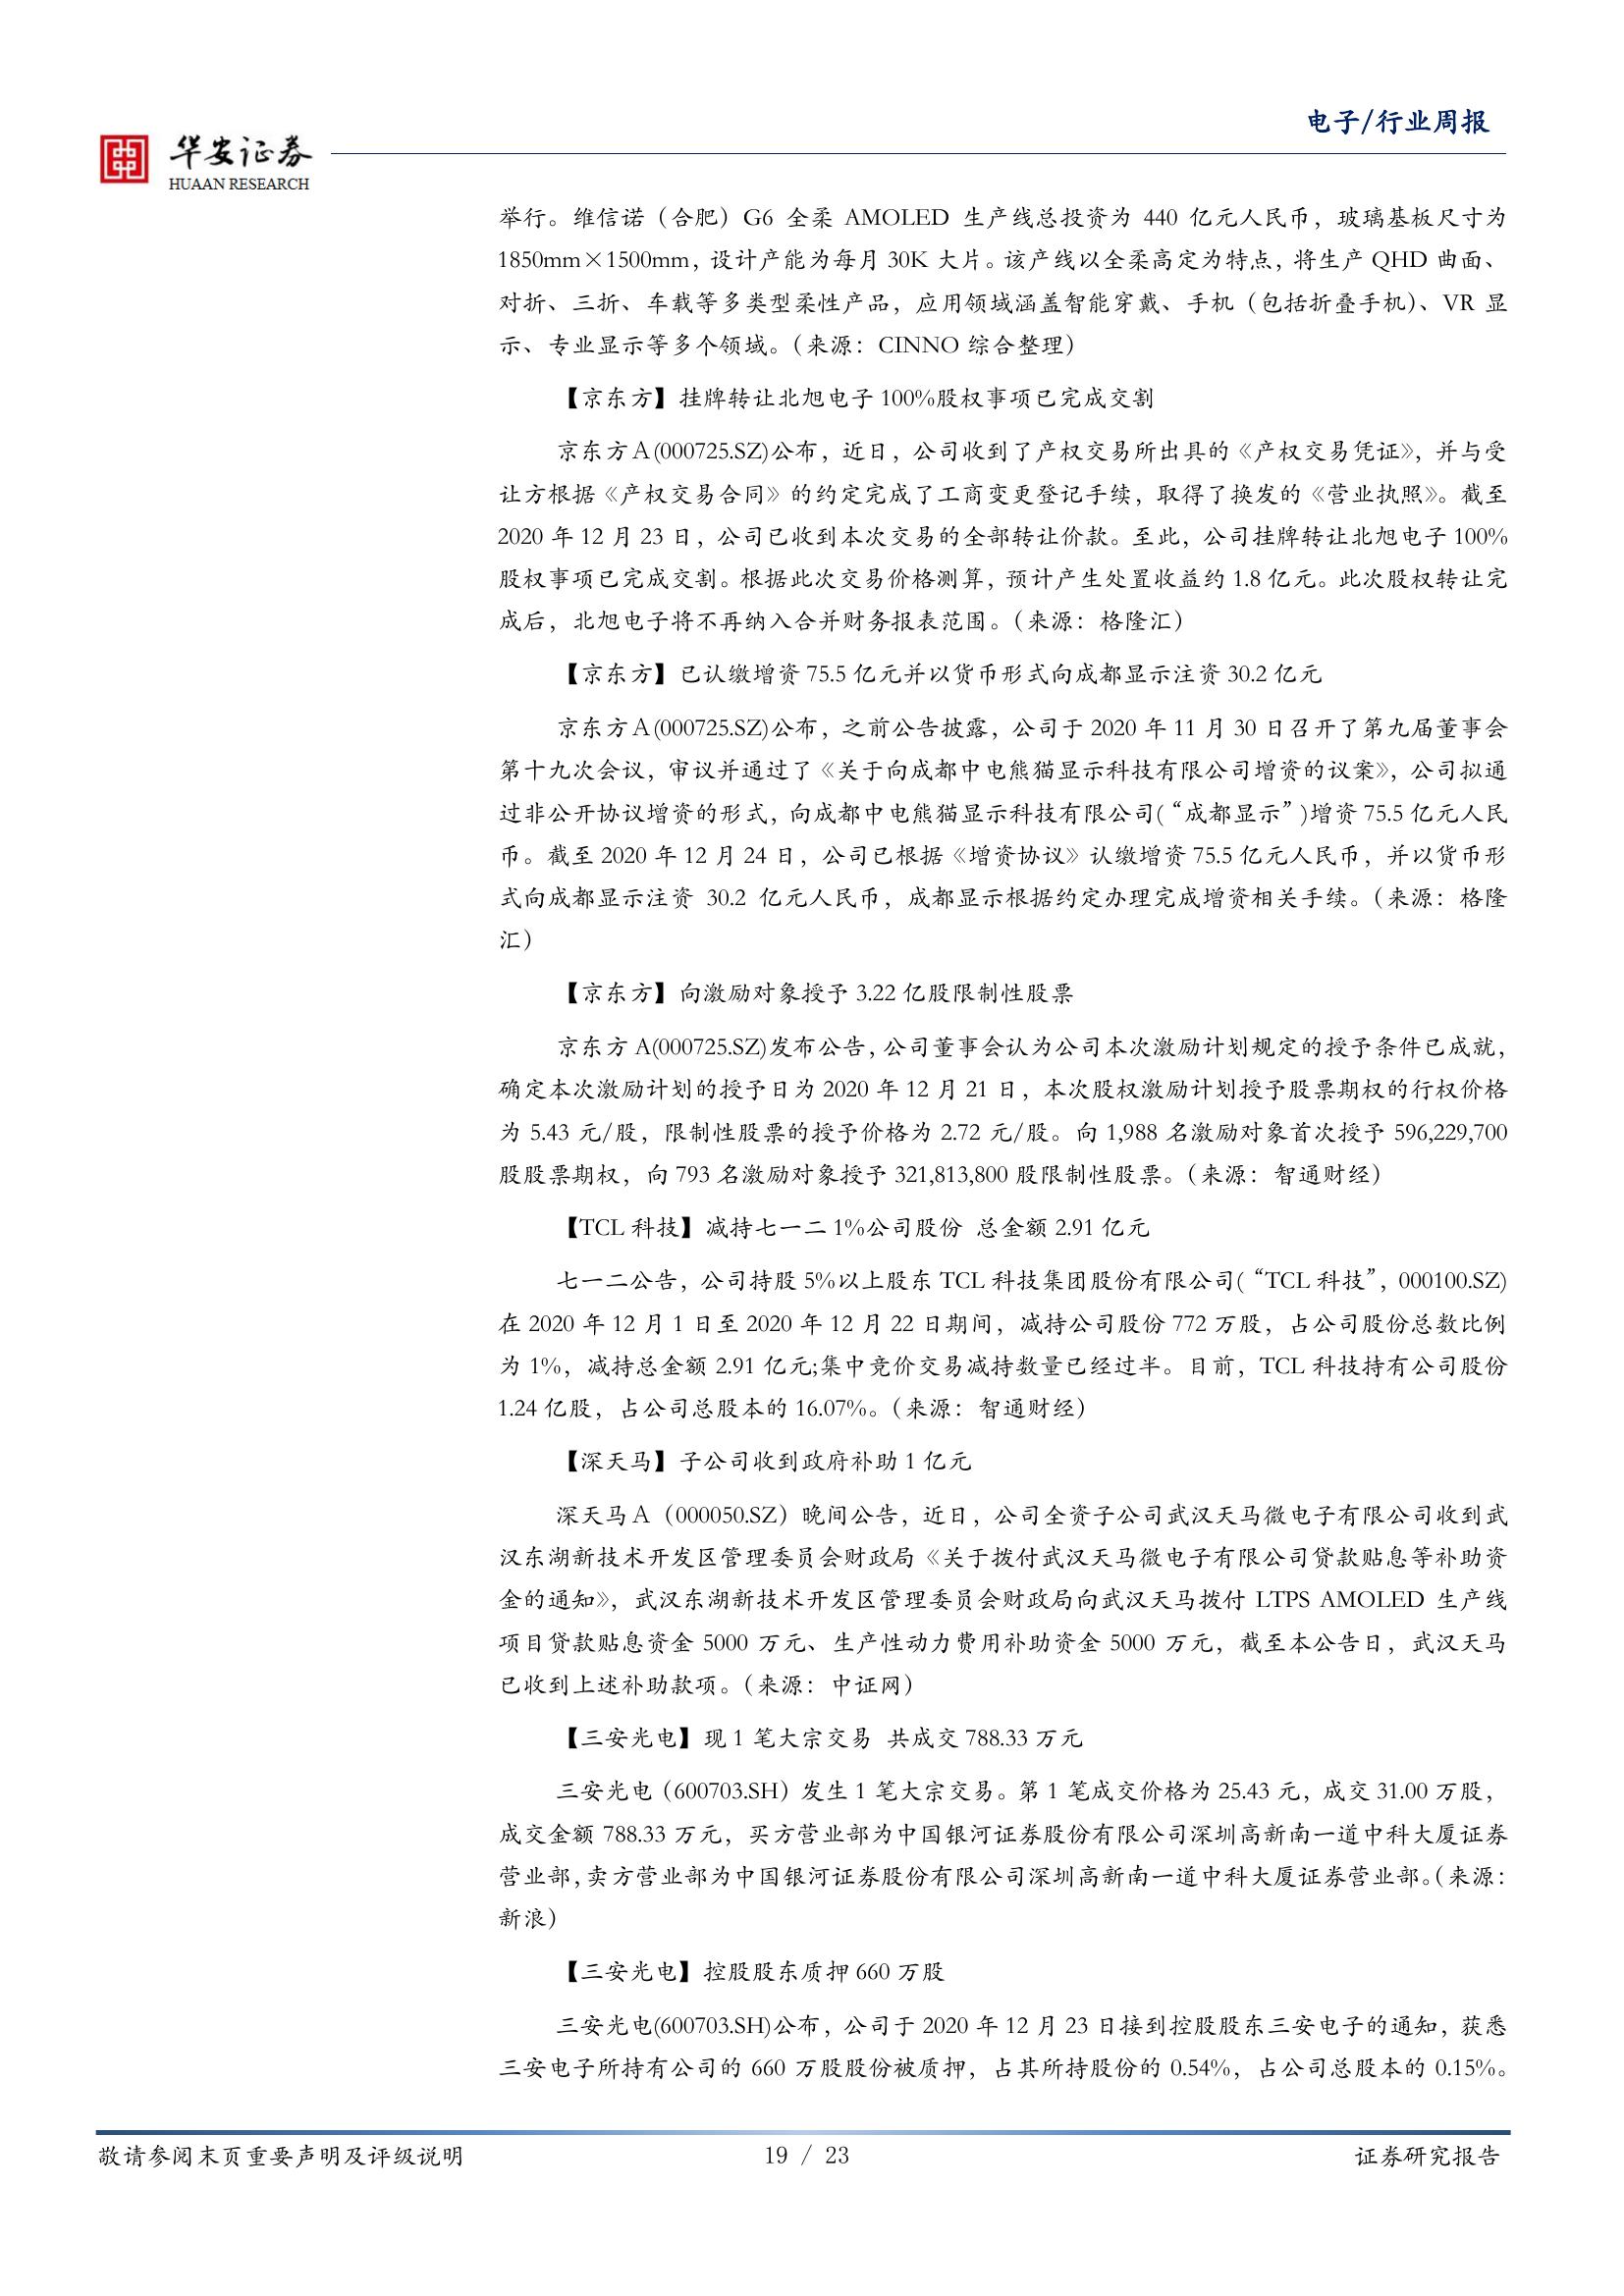 电子/行业周报
华安证券
HUAAN RESEARCH
举行。维信诺（合肥）G6 全柔 AMOLED 生产线总投资为 440 亿元人民币，玻璃基板尺寸为
1850mm×1500mm，设计产能为每月 30K 大片。该产线以全柔高定为特点，将生产 QHD 曲面、
对折、三折、车载等多类型柔性产品，应用领域涵盖智能穿戴、手机（包括折叠手机）、VR 显
示、专业显示等多个领域。（来源：CINNO 综合整理）
【京东方】挂牌转让北旭电子 100%股权事项已完成交割
京东方Ａ(000725.SZ)公布，近日，公司收到了产权交易所出具的《产权交易凭证》，并与受
让方根据《产权交易合同》的约定完成了工商变更登记手续，取得了换发的《营业执照》。截至
2020 年 12 月 23 日，公司已收到本次交易的全部转让价款。至此，公司挂牌转让北旭电子 100%
股权事项已完成交割。根据此次交易价格测算，预计产生处置收益约 1.8 亿元。此次股权转让完
成后，北旭电子将不再纳入合并财务报表范围。（来源：格隆汇）
【京东方】已认缴增资 75.5 亿元并以货币形式向成都显示注资 30.2 亿元
京东方Ａ(000725.SZ)公布，之前公告披露，公司于 2020 年 11 月 30 日召开了第九届董事会
第十九次会议，审议并通过了《关于向成都中电熊猫显示科技有限公司增资的议案》，公司拟通
过非公开协议增资的形式，向成都中电熊猫显示科技有限公司(“成都显示”)增资 75.5 亿元人民
币。截至 2020 年 12 月 24 日，公司已根据《增资协议》认缴增资 75.5 亿元人民币，并以货币形
式向成都显示注资 30.2 亿元人民币，成都显示根据约定办理完成增资相关手续。（来源：格隆
汇）
【京东方】向激励对象授予 3.22 亿股限制性股票
京东方 A(000725.SZ)发布公告，公司董事会认为公司本次激励计划规定的授予条件已成就，
确定本次激励计划的授予日为 2020 年 12 月 21 日，本次股权激励计划授予股票期权的行权价格
为 5.43 元/股，限制性股票的授予价格为 2.72 元/股。向 1,988 名激励对象首次授予 596,229,700
股股票期权，向 793 名激励对象授予 321,813,800 股限制性股票。（来源：智通财经）
【TCL 科技】减持七一二 1%公司股份 总金额 2.91 亿元
七一二公告，公司持股 5%以上股东 TCL 科技集团股份有限公司(“TCL 科技”，000100.SZ)
在 2020 年 12 月 1 日至 2020 年 12 月 22 日期间，减持公司股份 772 万股，占公司股份总数比例
为 1%，减持总金额 2.91 亿元;集中竞价交易减持数量已经过半。目前，TCL 科技持有公司股份
1.24 亿股，占公司总股本的 16.07%。（来源：智通财经）
【深天马】子公司收到政府补助 1 亿元
深天马Ａ（000050.SZ）晚间公告，近日，公司全资子公司武汉天马微电子有限公司收到武
汉东湖新技术开发区管理委员会财政局《关于拨付武汉天马微电子有限公司贷款贴息等补助资
金的通知》，武汉东湖新技术开发区管理委员会财政局向武汉天马拨付 LTPS AMOLED 生产线
项目贷款贴息资金 5000 万元、生产性动力费用补助资金 5000 万元，截至本公告日，武汉天马
已收到上述补助款项。（来源：中证网）
【三安光电】现 1 笔大宗交易 共成交 788.33 万元
三安光电（600703.SH）发生 1 笔大宗交易。第 1 笔成交价格为 25.43 元，成交 31.00 万股，
成交金额 788.33 万元，买方营业部为中国银河证券股份有限公司深圳高新南一道中科大厦证券
营业部，卖方营业部为中国银河证券股份有限公司深圳高新南一道中科大厦证券营业部。（来源：
新浪）
【三安光电】控股股东质押 660 万股
三安光电(600703.SH)公布，公司于 2020 年 12 月 23 日接到控股股东三安电子的通知，获悉
三安电子所持有公司的 660 万股股份被质押，占其所持股份的 0.54%，占公司总股本的 0.15%。
敬请参阅末页重要声明及评级说明
19 / 23
证券研究报告